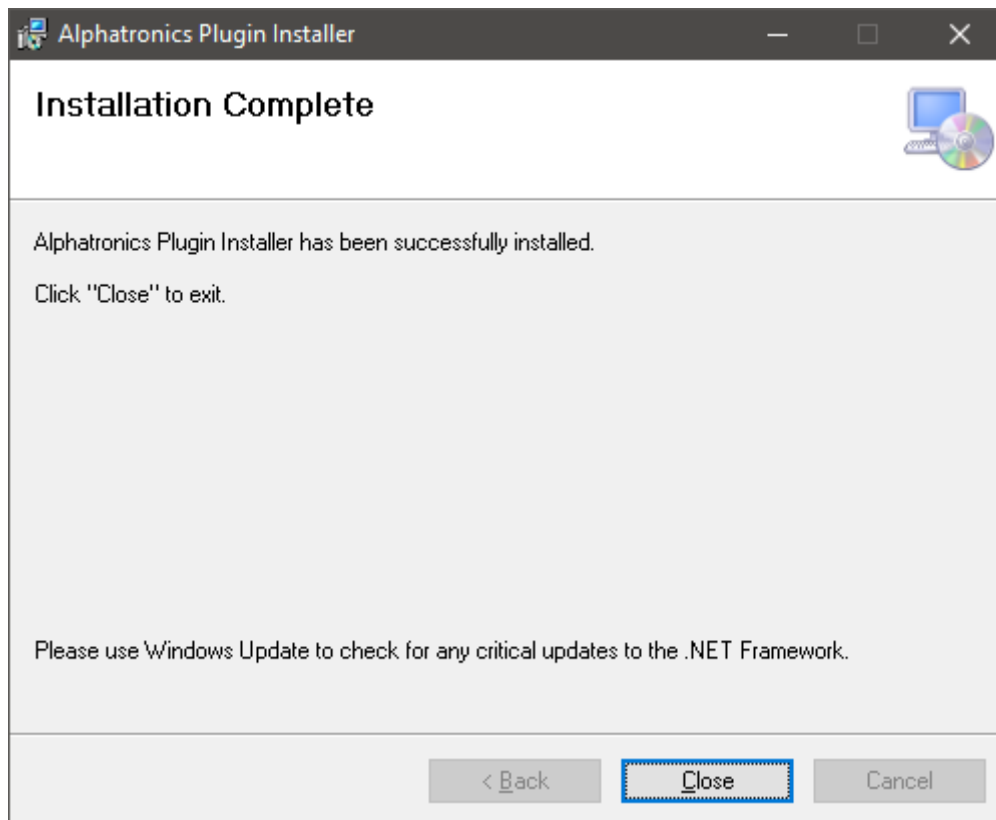 Alphatronics Plugin Installer
Installation Complete
Alphatronics Plugin Installer has been successfully installed.
Click "Close" to exit.
Please use Windows Update to check for any critical updates to the .NET Framework.
< Back Close Cancel